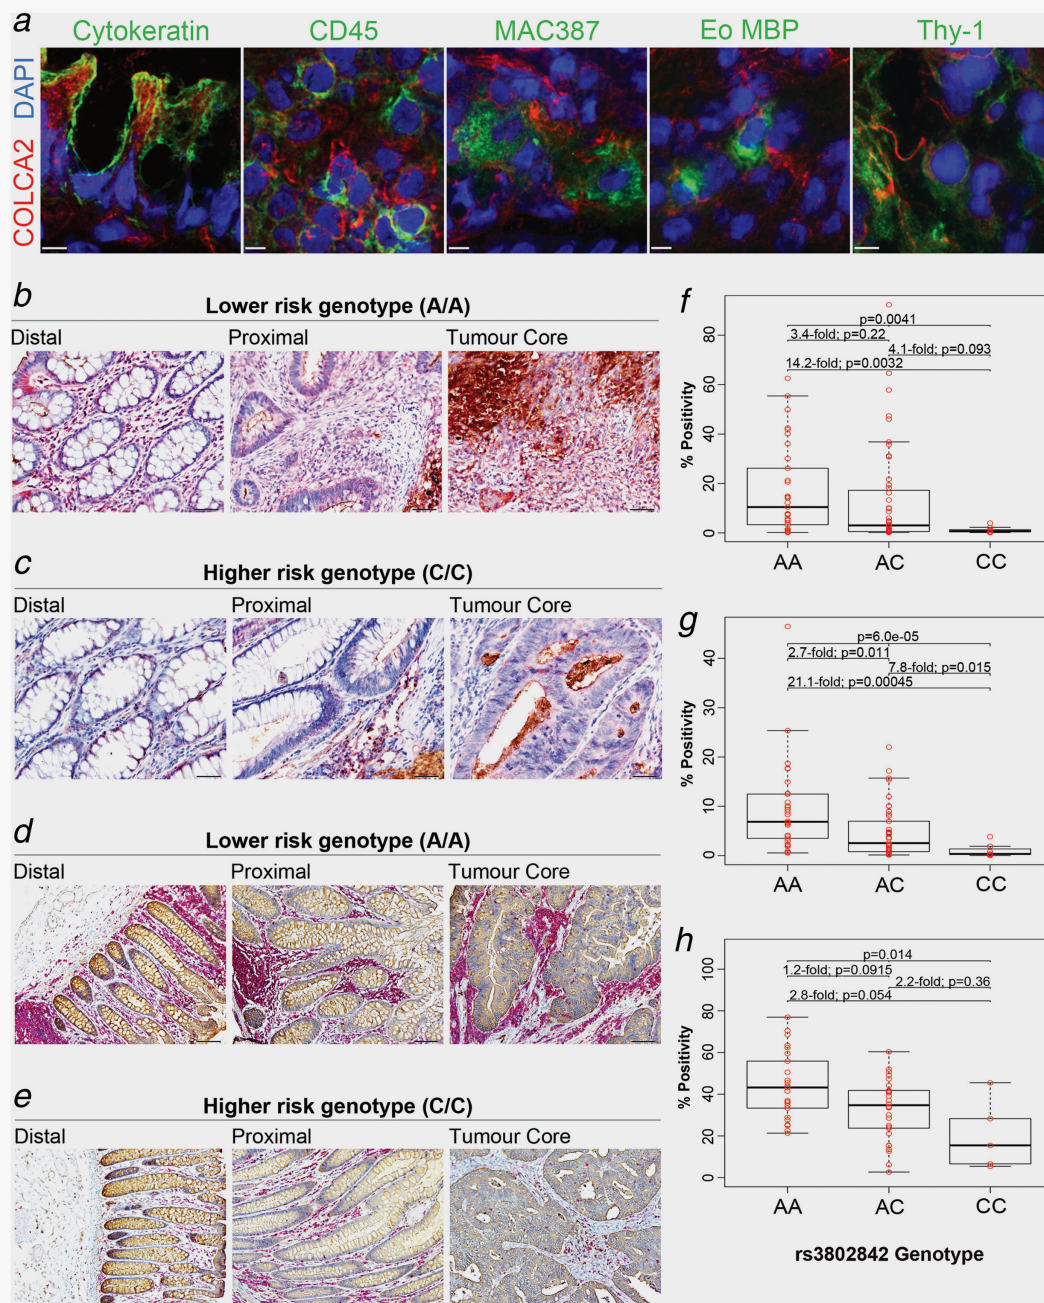 a
Cytokeratin CD45 MAC387 Eo MBP Thy-1
COLCA2 DAPI
b
Lower risk genotype (A/A)
Distal Proximal Tumour Core
c
Higher risk genotype (C/C)
Distal Proximal Tumour Core
d
Lower risk genotype (A/A)
Distal Proximal Tumour Core
e
Higher risk genotype (C/C)
Distal Proximal Tumour Core
f
p=0.0041
3.4-fold; p=0.22
4.1-fold; p=0.093
14.2-fold; p=0.0032
% Positivity
80
60
40
20
0
AA AC CC
g
p=6.0e-05
2.7-fold; p=0.011
7.8-fold; p=0.015
21.1-fold; p=0.00045
% Positivity
40
30
20
10
0
AA AC CC
h
p=0.014
1.2-fold; p=0.0915
2.2-fold; p=0.36
2.8-fold; p=0.054
% Positivity
100
80
60
40
20
0
AA AC CC
rs3802842 Genotype